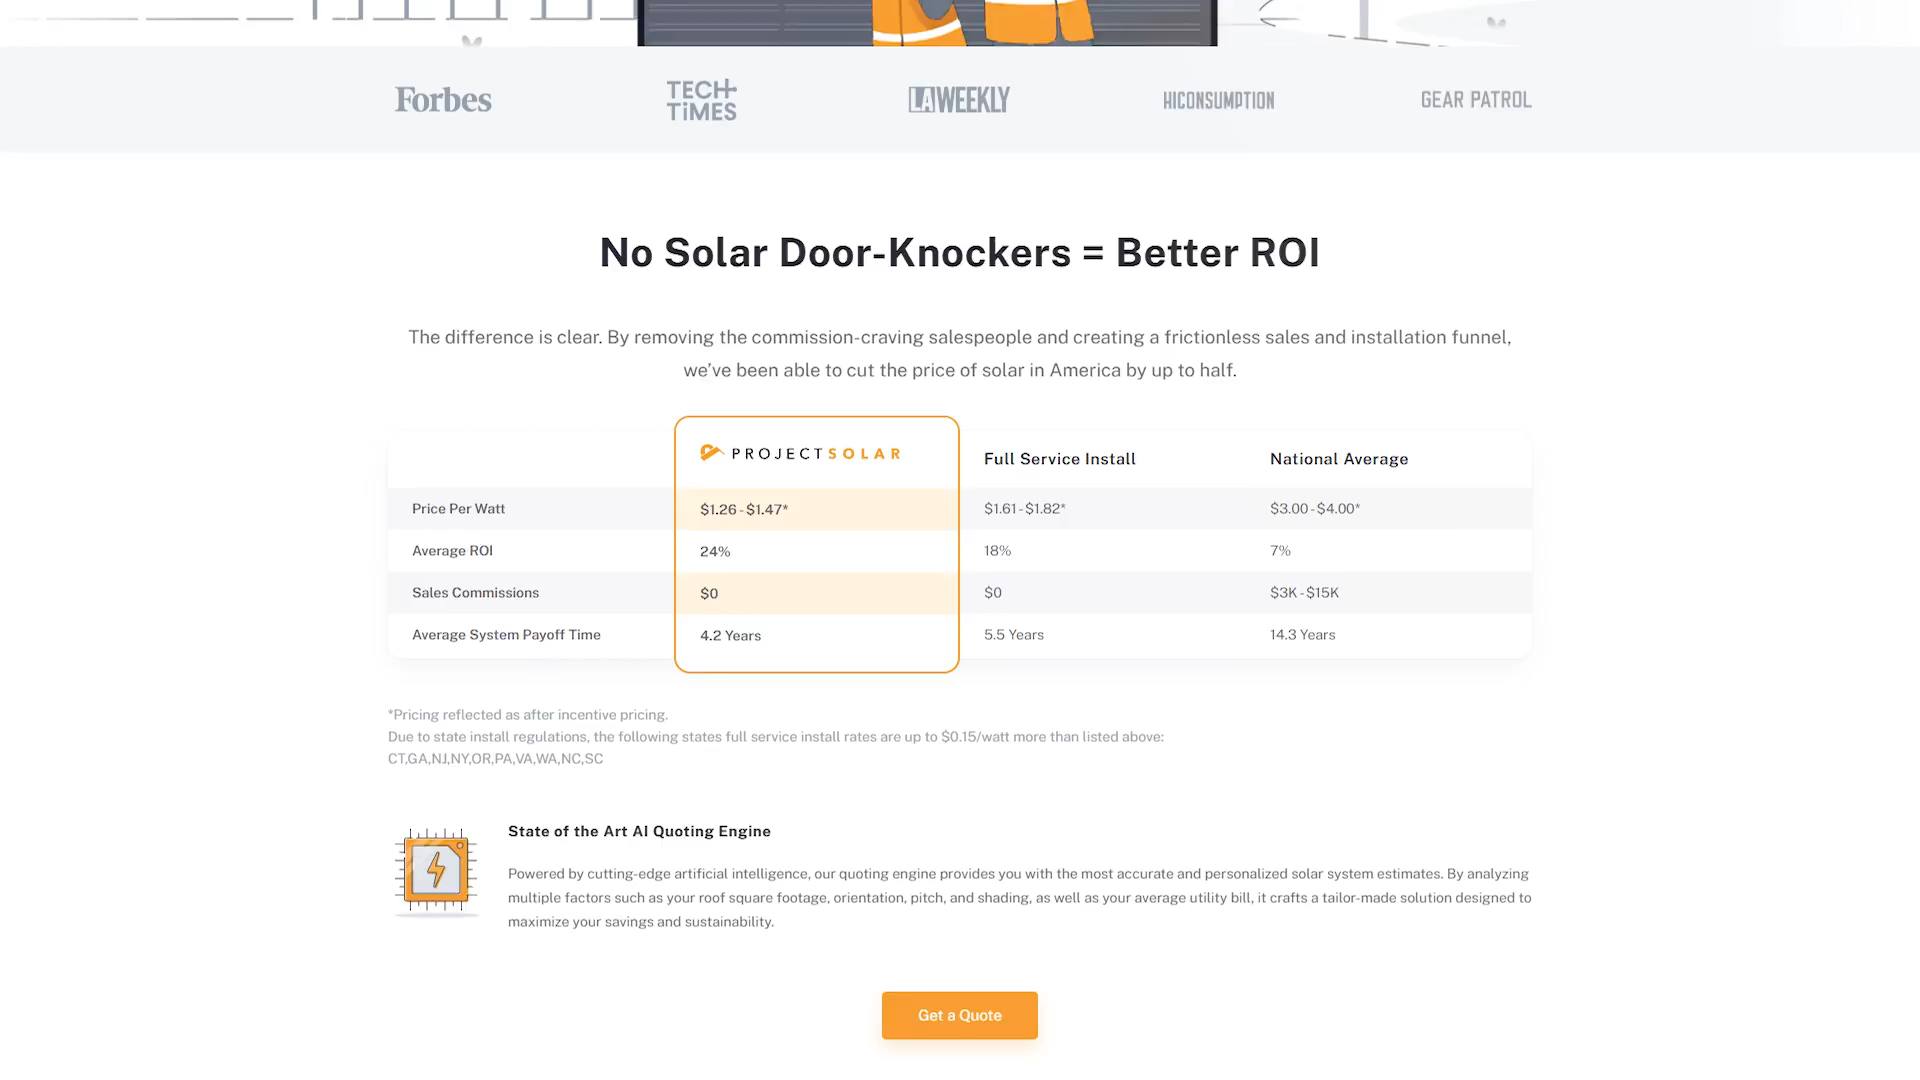 Forbes
TECH
TiMES
LAWEEKLY
HICONSUMPTION
GEAR PATROL
No Solar Door-Knockers = Better ROI
The difference is clear. By removing the commission-craving salespeople and creating a frictionless sales and installation funnel,
we’ve been able to cut the price of solar in America by up to half.
PROJECTSOLAR Full Service Install National Average
Price Per Watt $1.26 - $1.47* $1.61 - $1.82* $3.00 - $4.00*
Average ROI 24% 18% 7%
Sales Commissions $0 $0 $3K - $15K
Average System Payoff Time 4.2 Years 5.5 Years 14.3 Years
*Pricing reflected as after incentive pricing.
Due to state install regulations, the following states full service install rates are up to $0.15/watt more than listed above:
CT,GA,NJ,NY,OR,PA,VA,WA,NC,SC
State of the Art AI Quoting Engine
Powered by cutting-edge artificial intelligence, our quoting engine provides you with the most accurate and personalized solar system estimates. By analyzing
multiple factors such as your roof square footage, orientation, pitch, and shading, as well as your average utility bill, it crafts a tailor-made solution designed to
maximize your savings and sustainability.
Get a Quote